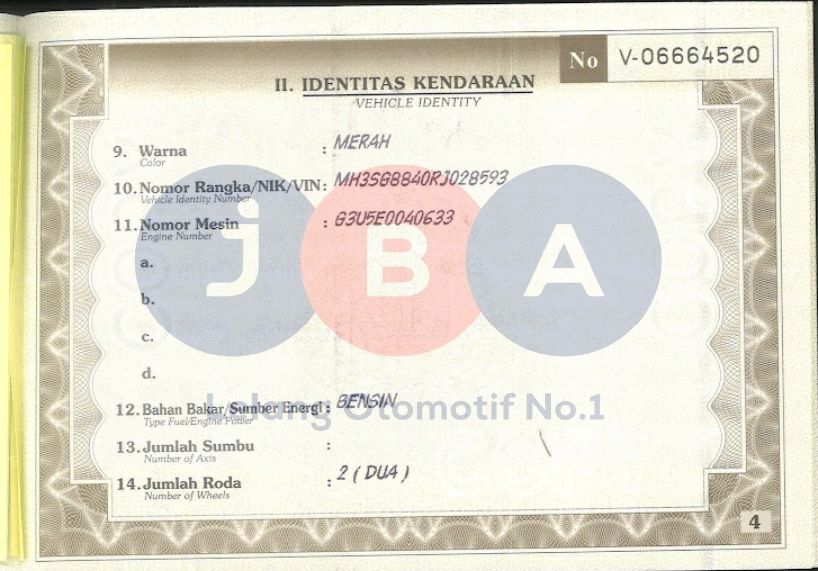 No V-06664520
II. IDENTITAS KENDARAAN
VEHICLE IDENTITY
9. Warna : MERAH
Color
10. Nomor Rangka/NIK/VIN: MH3SG8840RJ028593
Vehicle Identity Number
11. Nomor Mesin : G3U5E0040633
Engine Number
a.
b.
c.
d.
jBA
12. Bahan Bakar/Sumber Energi : BENSIN
Type Fuel/Engine Power
Lelang Otomotif No.1
13. Jumlah Sumbu :
Number of Axis
14. Jumlah Roda : 2 ( DUA )
Number of Wheels
4